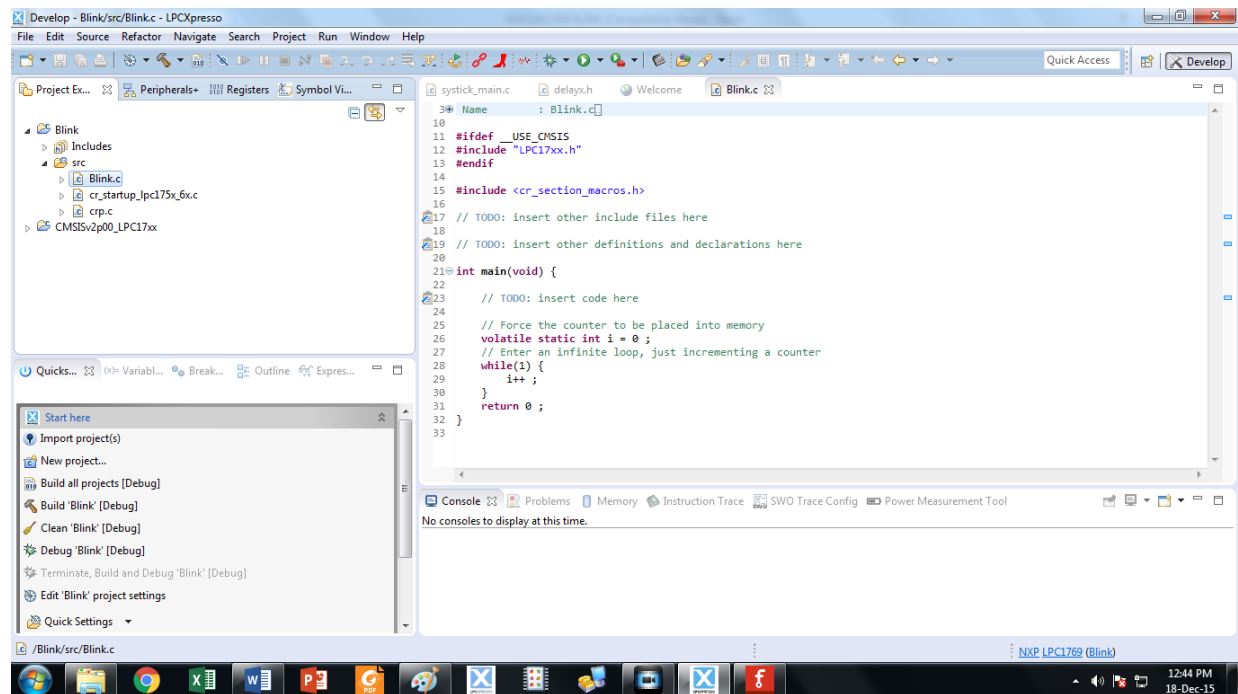 Develop - Blink/src/Blink.c - LPCXpresso
File Edit Source Refactor Navigate Search Project Run Window Help
Quick Access
Develop
Project Ex...
Peripherals+
Registers
Symbol Vi...
Blink
Includes
src
Blink.c
cr_startup_lpc175x_6x.c
crp.c
CMSISv2p00_LPC17xx
Quicks...
(x)= Variabl...
Break...
Outline
Expres...
Start here
Import project(s)
New project...
Build all projects [Debug]
Build 'Blink' [Debug]
Clean 'Blink' [Debug]
Debug 'Blink' [Debug]
Terminate, Build and Debug 'Blink' [Debug]
Edit 'Blink' project settings
Quick Settings
systick_main.c
delayx.h
Welcome
Blink.c
3 Name : Blink.c
10
11 #ifdef __USE_CMSIS
12 #include "LPC17xx.h"
13 #endif
14
15 #include <cr_section_macros.h>
16
17 // TODO: insert other include files here
18
19 // TODO: insert other definitions and declarations here
20
21 int main(void) {
22
23 // TODO: insert code here
24
25 // Force the counter to be placed into memory
26 volatile static int i = 0 ;
27 // Enter an infinite loop, just incrementing a counter
28 while(1) {
29 i++ ;
30 }
31 return 0 ;
32 }
33
Console
Problems
Memory
Instruction Trace
SWO Trace Config
Power Measurement Tool
No consoles to display at this time.
/Blink/src/Blink.c
NXP LPC1769 (Blink)
12:44 PM
18-Dec-15